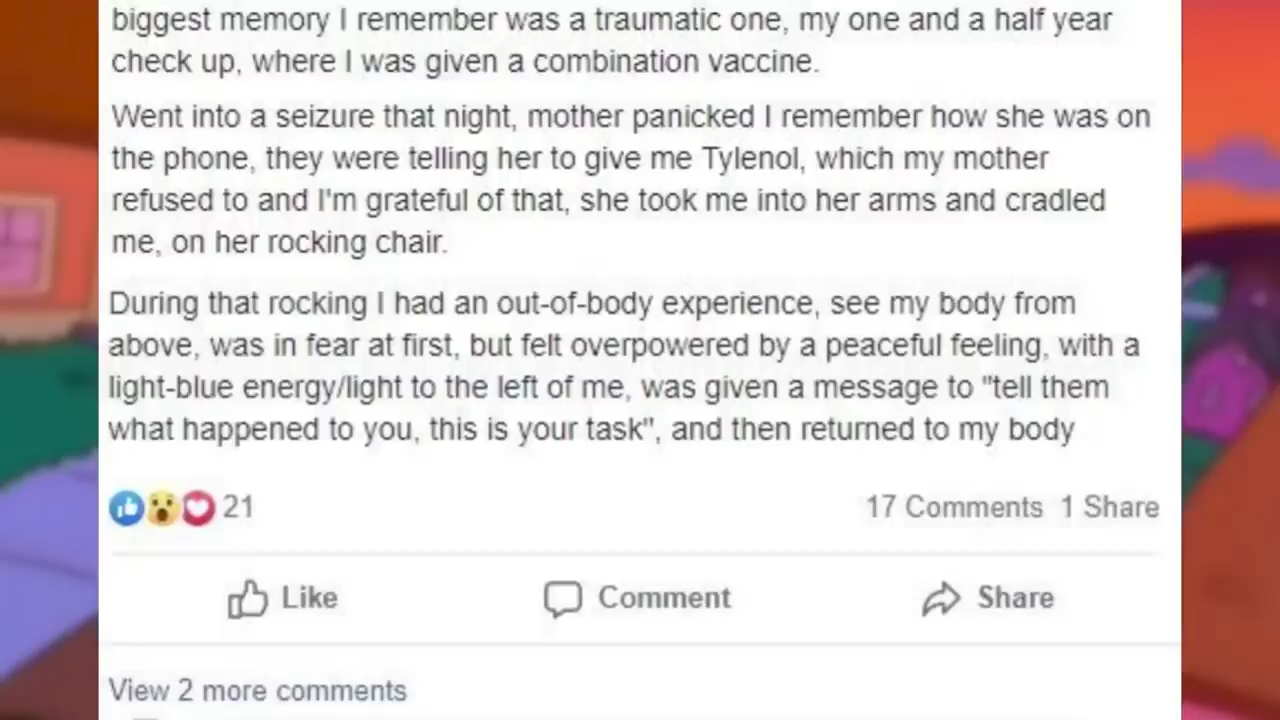 biggest memory I remember was a traumatic one, my one and a half year
check up, where I was given a combination vaccine.
Went into a seizure that night, mother panicked I remember how she was on
the phone, they were telling her to give me Tylenol, which my mother
refused to and I'm grateful of that, she took me into her arms and cradled
me, on her rocking chair.
During that rocking I had an out-of-body experience, see my body from
above, was in fear at first, but felt overpowered by a peaceful feeling, with a
light-blue energy/light to the left of me, was given a message to "tell them
what happened to you, this is your task", and then returned to my body
21 17 Comments 1 Share
Like Comment Share
View 2 more comments